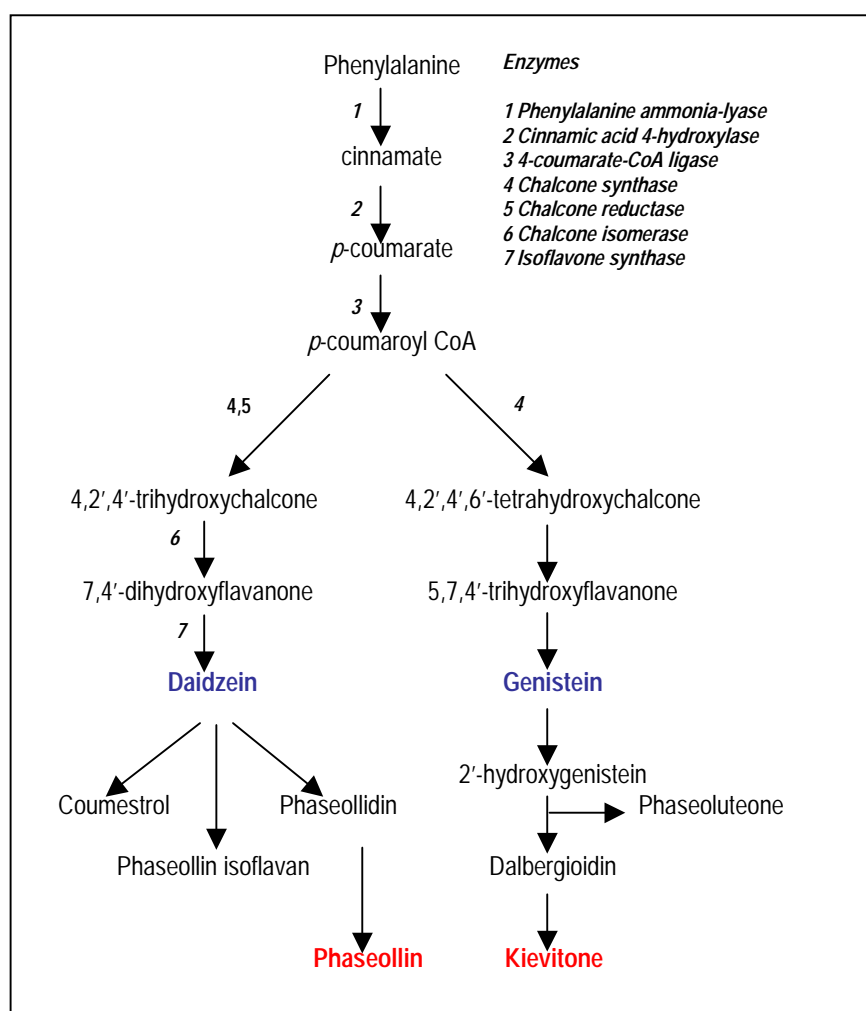 Phenylalanine
Enzymes
1
1 Phenylalanine ammonia-lyase
2 Cinnamic acid 4-hydroxylase
3 4-coumarate-CoA ligase
4 Chalcone synthase
5 Chalcone reductase
6 Chalcone isomerase
7 Isoflavone synthase
cinnamate
2
p-coumarate
3
p-coumaroyl CoA
4,5
4
4,2′,4′-trihydroxychalcone
4,2′,4′,6′-tetrahydroxychalcone
6
7,4′-dihydroxyflavanone
5,7,4′-trihydroxyflavanone
7
Daidzein
Genistein
2′-hydroxygenistein
Coumestrol
Phaseollidin
Phaseoluteone
Phaseollin isoflavan
Dalbergioidin
Phaseollin
Kievitone